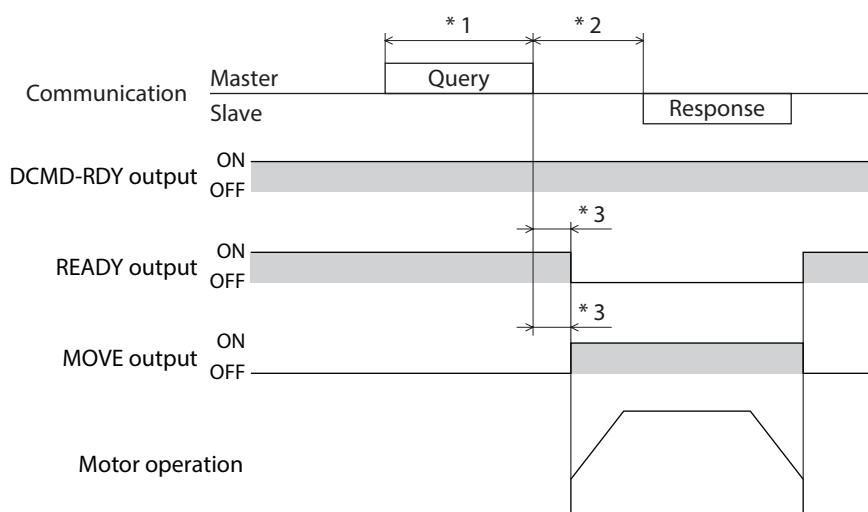 * 1
* 2
Communication
Master
Query
Slave
Response
DCMD-RDY output
ON
OFF
* 3
READY output
ON
OFF
* 3
MOVE output
ON
OFF
Motor operation